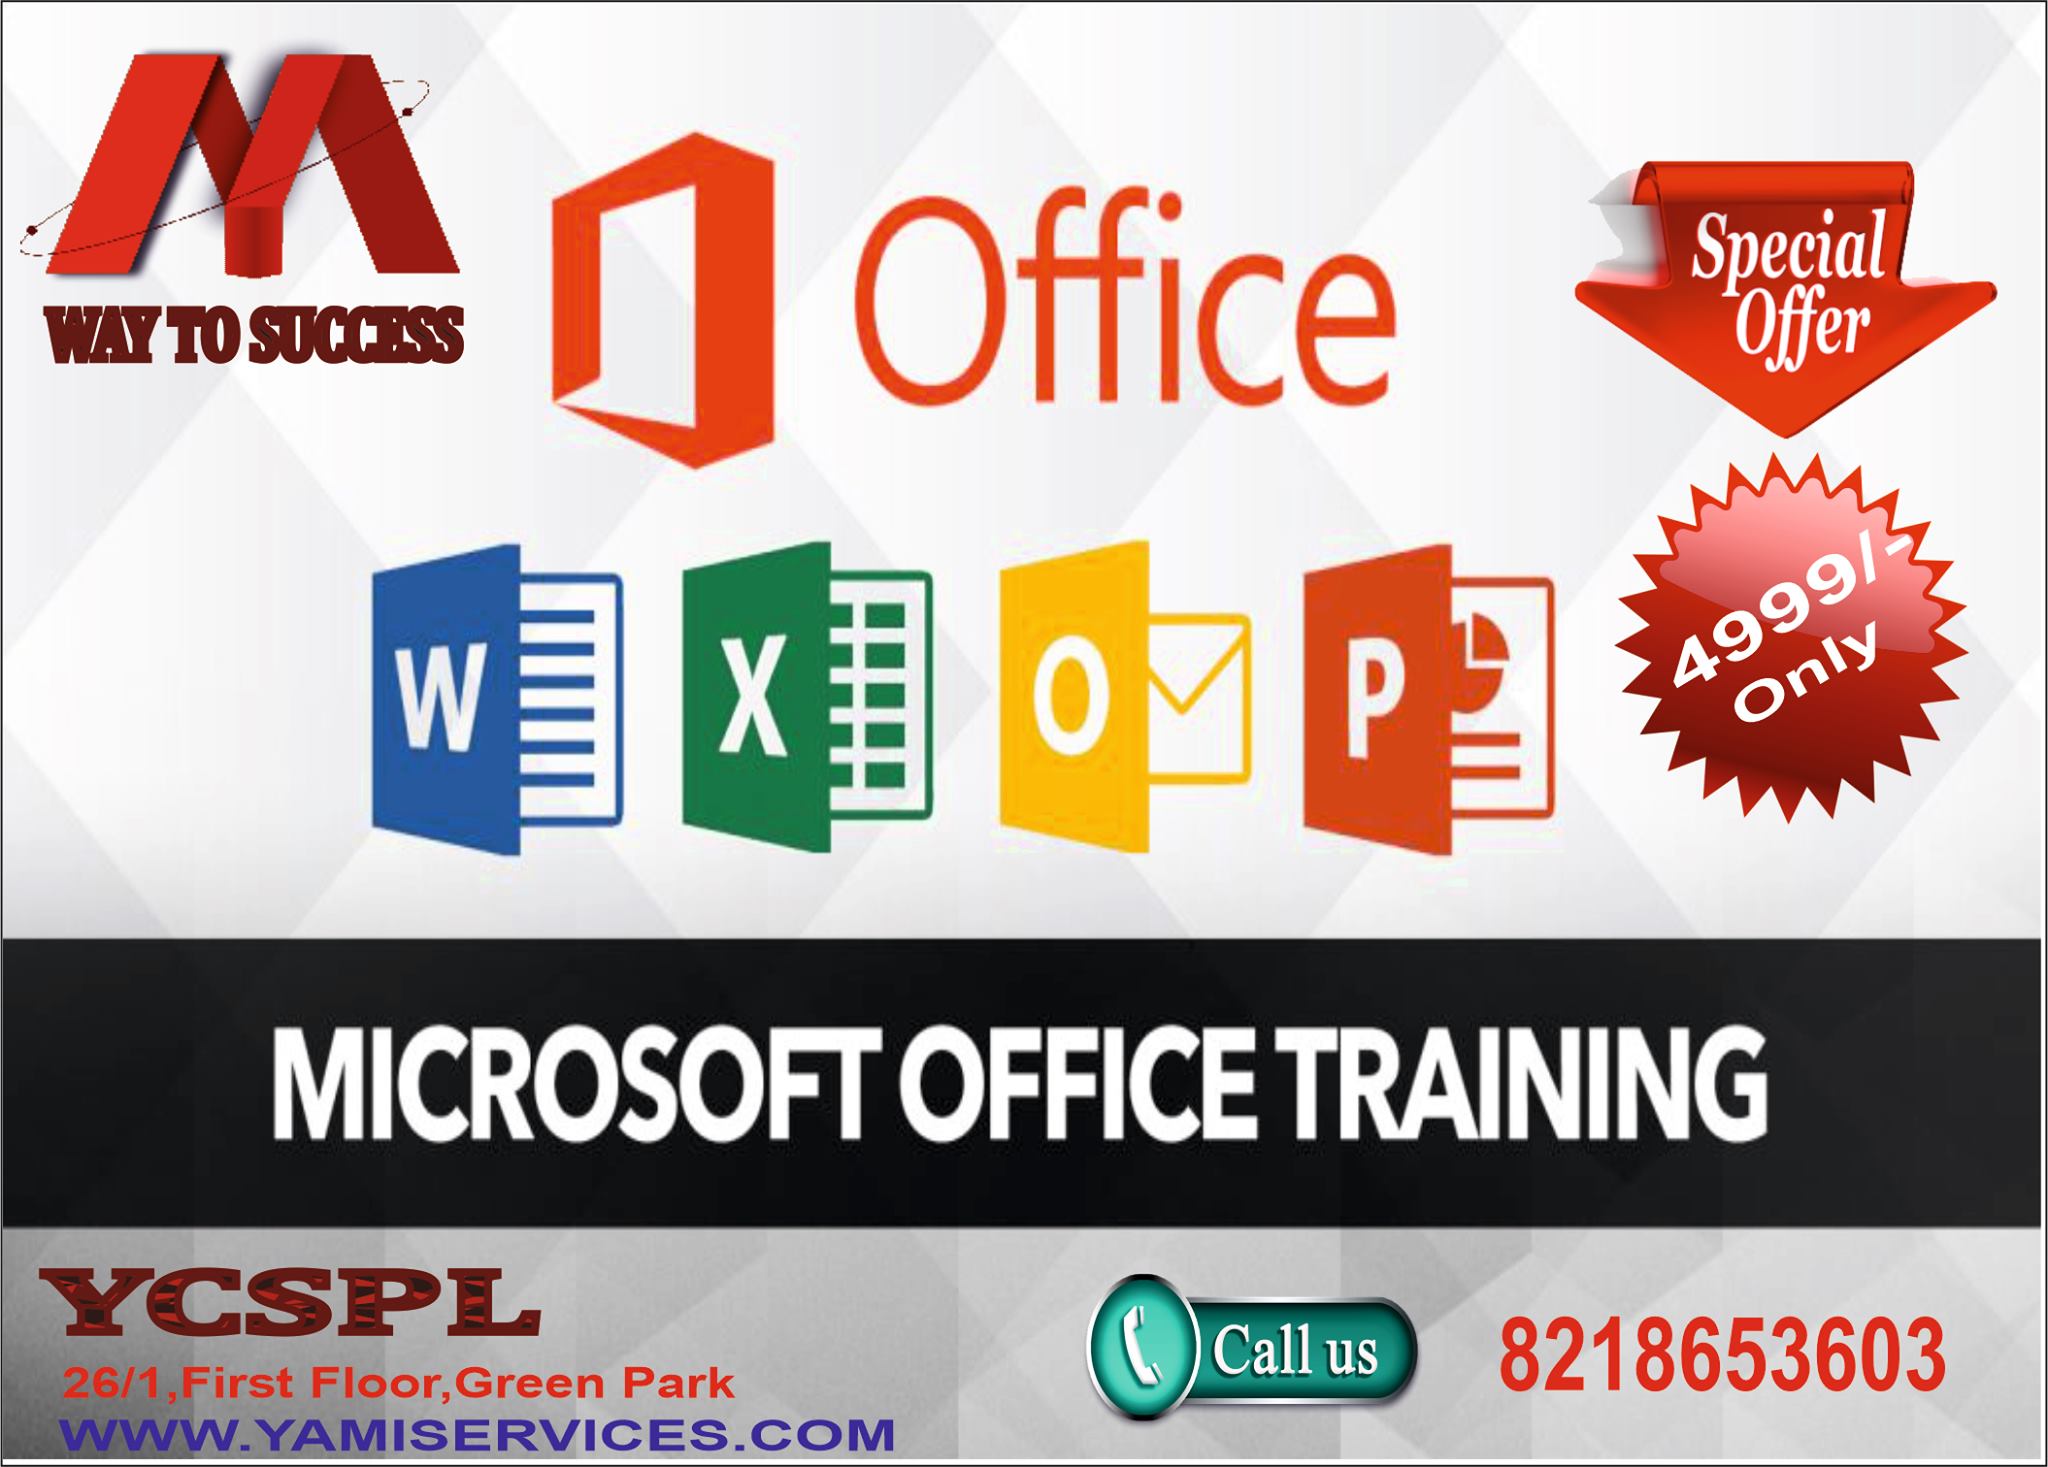 WAY TO SUCCESS
Office
Special
Offer
4999/-
Only
W
X
O
P
MICROSOFT OFFICE TRAINING
YCSPL
26/1,First Floor,Green Park
WWW.YAMISERVICES.COM
Call us
8218653603